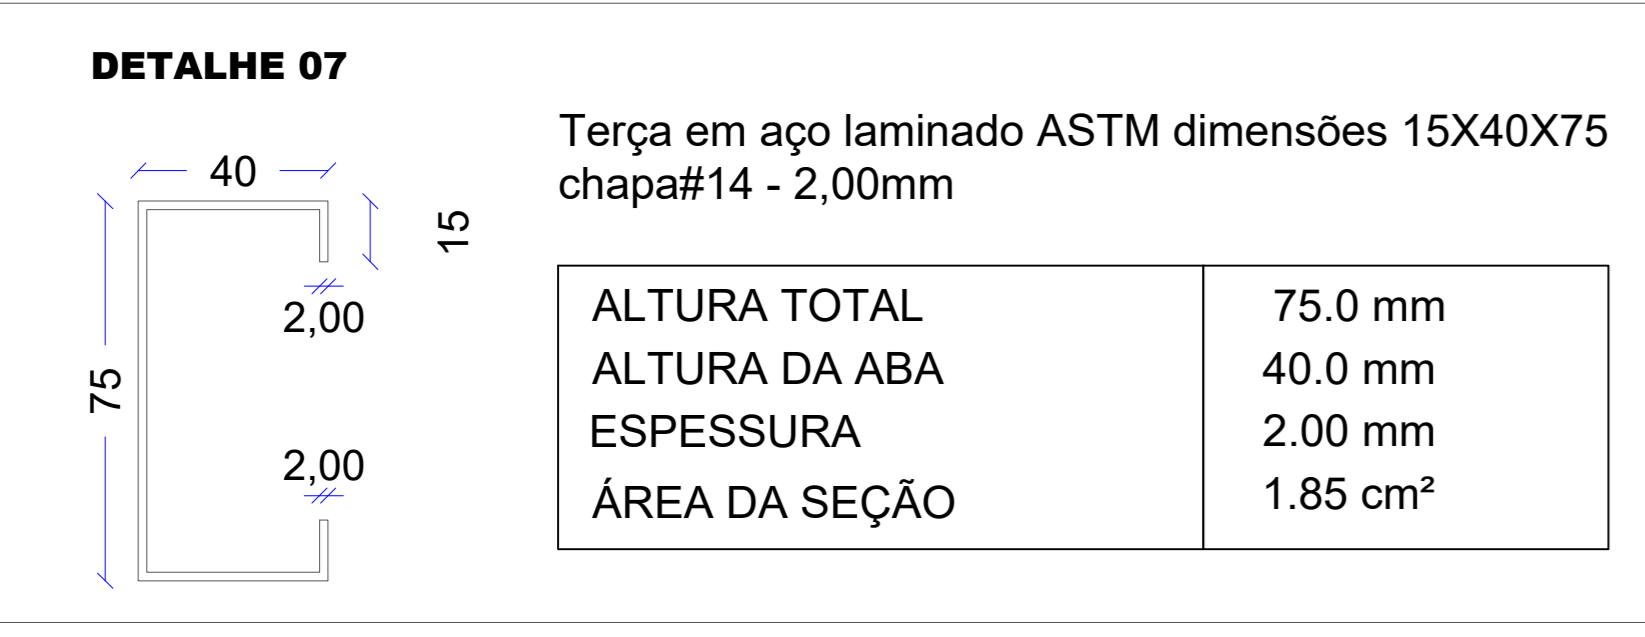 DETALHE 07
Terça em aço laminado ASTM dimensões 15X40X75
chapa#14 - 2,00mm
40
15
2,00
75
2,00
ALTURA TOTAL 75.0 mm
ALTURA DA ABA 40.0 mm
ESPESSURA 2.00 mm
ÁREA DA SEÇÃO 1.85 cm²